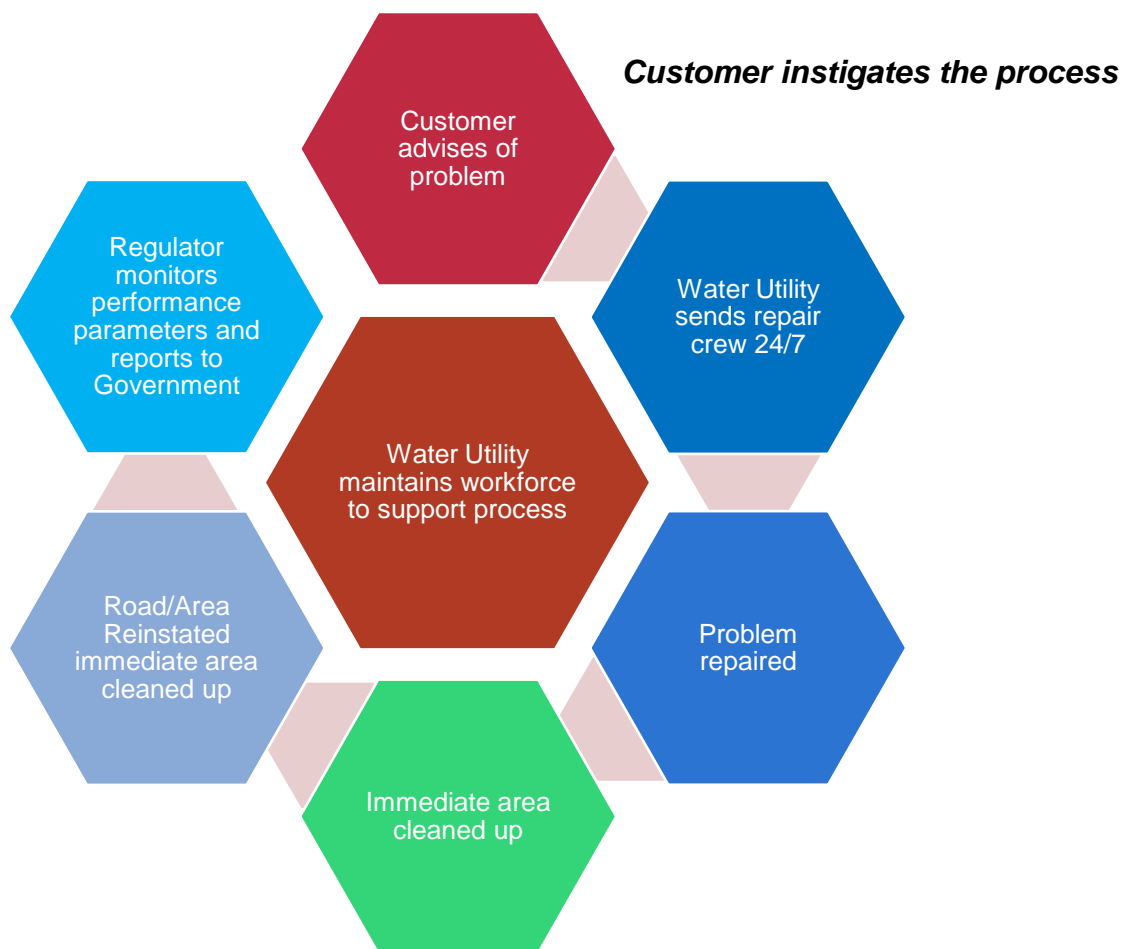 Customer instigates the process
Customer
advises of
problem
Water Utility
sends repair
crew 24/7
Problem
repaired
Immediate area
cleaned up
Road/Area
Reinstated
immediate area
cleaned up
Regulator
monitors
performance
parameters and
reports to
Government
Water Utility
maintains workforce
to support process